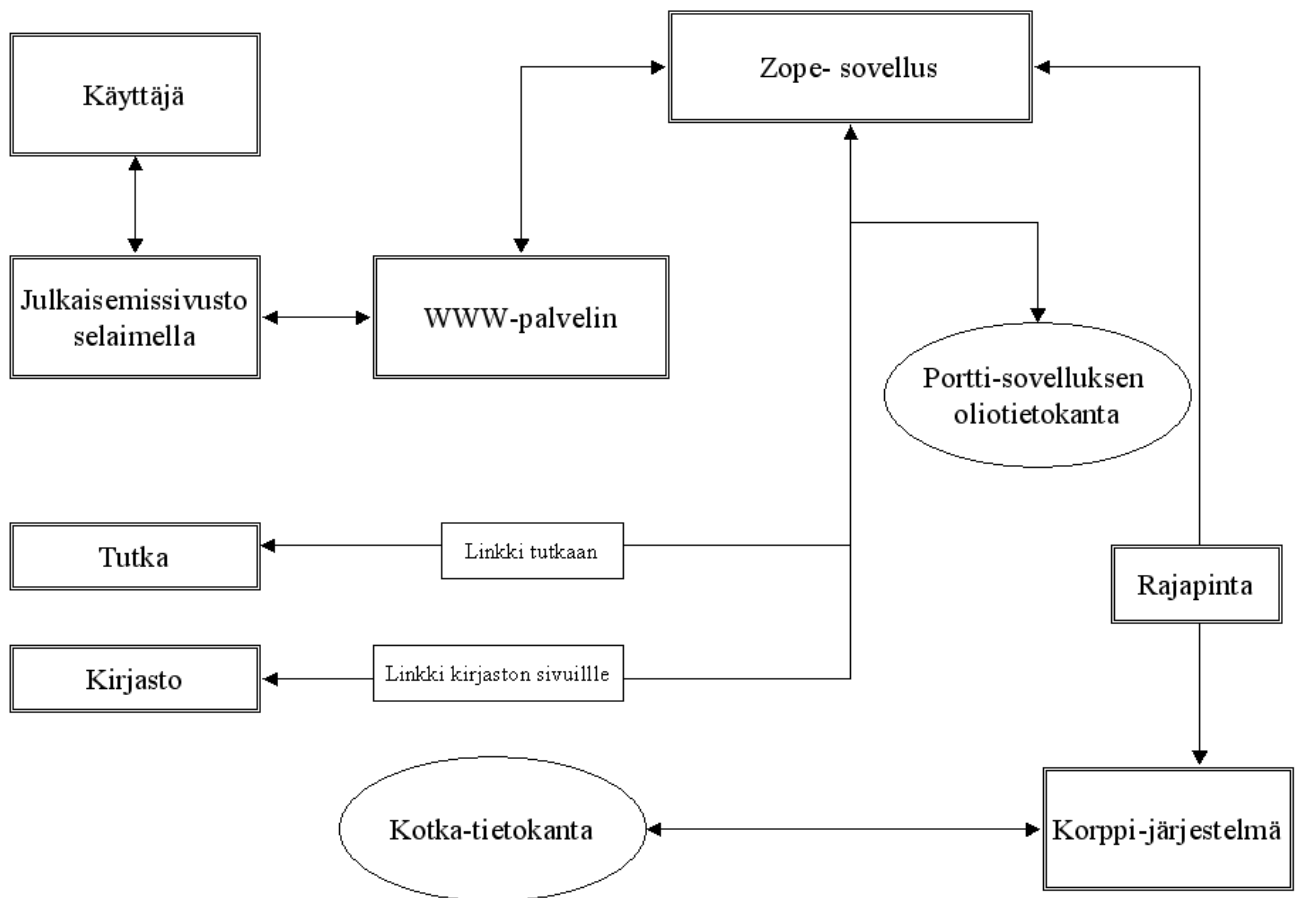 Käyttäjä
Zope- sovellus
Julkaisemissivusto
selaimella
WWW-palvelin
Portti-sovelluksen
oliotietokanta
Tutka
Linkki tutkaan
Rajapinta
Kirjasto
Linkki kirjaston sivuillle
Kotka-tietokanta
Korppi-järjestelmä